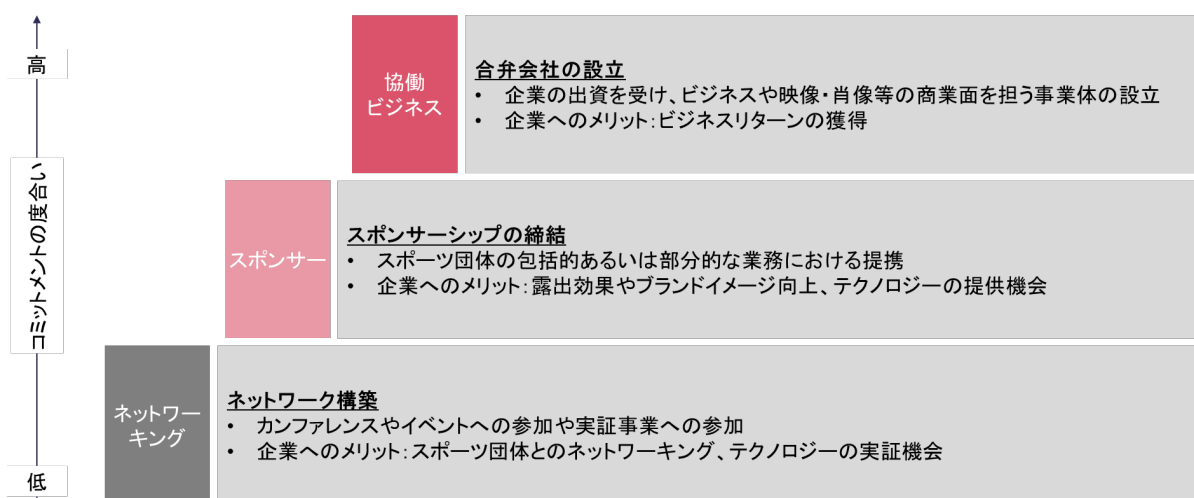 高
コミットメントの度合い
低
協働
ビジネス
合弁会社の設立
• 企業の出資を受け、ビジネスや映像・肖像等の商業面を担う事業体の設立
• 企業へのメリット:ビジネスリターンの獲得
スポンサー
スポンサーシップの締結
• スポーツ団体の包括的あるいは部分的な業務における提携
• 企業へのメリット:露出効果やブランドイメージ向上、テクノロジーの提供機会
ネットワー
キング
ネットワーク構築
• カンファレンスやイベントへの参加や実証事業への参加
• 企業へのメリット:スポーツ団体とのネットワーキング、テクノロジーの実証機会